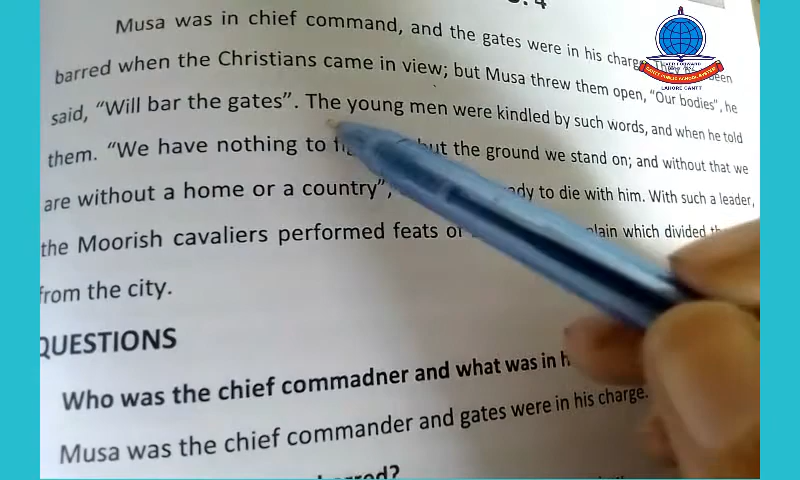 Musa was in chief command, and the gates were in his charge. They
barred when the Christians came in view; but Musa threw them open, "Our bodies", he
said, "Will bar the gates". The young men were kindled by such words, and when he told
them. "We have nothing to but the ground we stand on; and without that we
are without a home or a country", to die with him. With such a leader,
the Moorish cavaliers performed feats of plain which divided
from the city.
QUESTIONS
Who was the chief commadner and what was in
Musa was the chief commander and gates were in his charge.
LAHORE CANTT